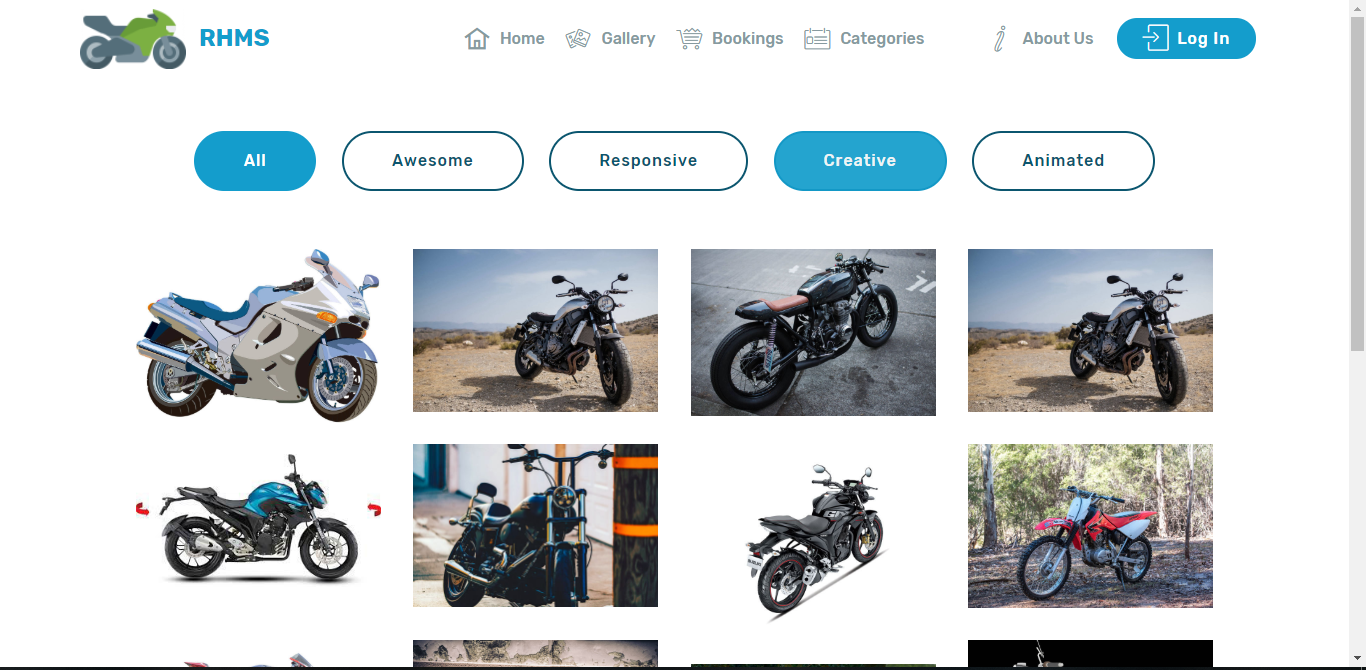 RHMS
Home Gallery Bookings Categories About Us Log In
All Awesome Responsive Creative Animated